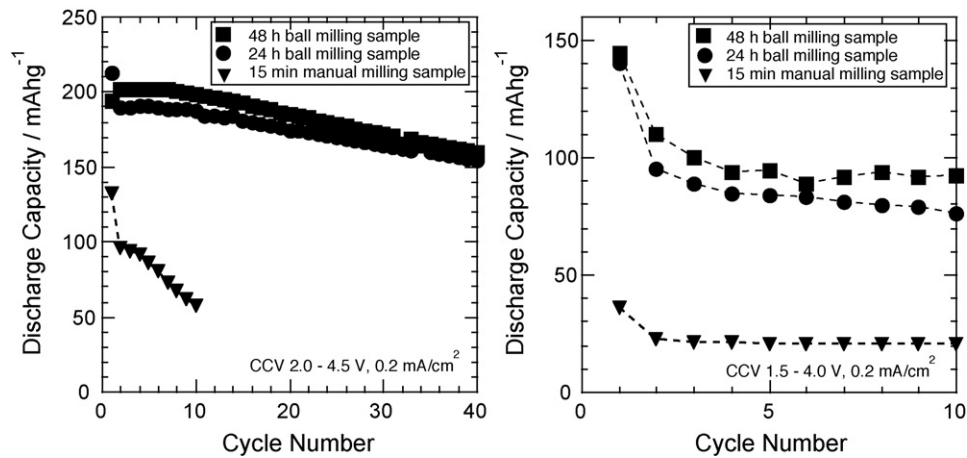 250
200
150
100
50
0
Discharge Capacity / mAhg⁻¹
48 h ball milling sample
24 h ball milling sample
15 min manual milling sample
CCV 2.0 - 4.5 V, 0.2 mA/cm²
0 10 20 30 40
Cycle Number
150
100
50
0
Discharge Capacity / mAhg⁻¹
48 h ball milling sample
24 h ball milling sample
15 min manual milling sample
CCV 1.5 - 4.0 V, 0.2 mA/cm²
0 5 10
Cycle Number